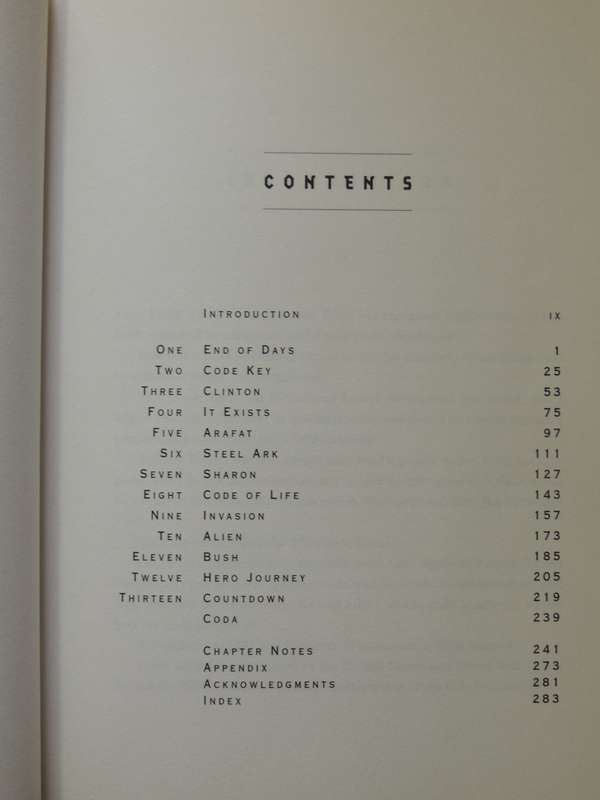 CONTENTS
INTRODUCTION IX
ONE END OF DAYS 1
TWO CODE KEY 25
THREE CLINTON 53
FOUR IT EXISTS 75
FIVE ARAFAT 97
SIX STEEL ARK 111
SEVEN SHARON 127
EIGHT CODE OF LIFE 143
NINE INVASION 157
TEN ALIEN 173
ELEVEN BUSH 185
TWELVE HERO JOURNEY 205
THIRTEEN COUNTDOWN 219
CODA 239
CHAPTER NOTES 241
APPENDIX 273
ACKNOWLEDGMENTS 281
INDEX 283